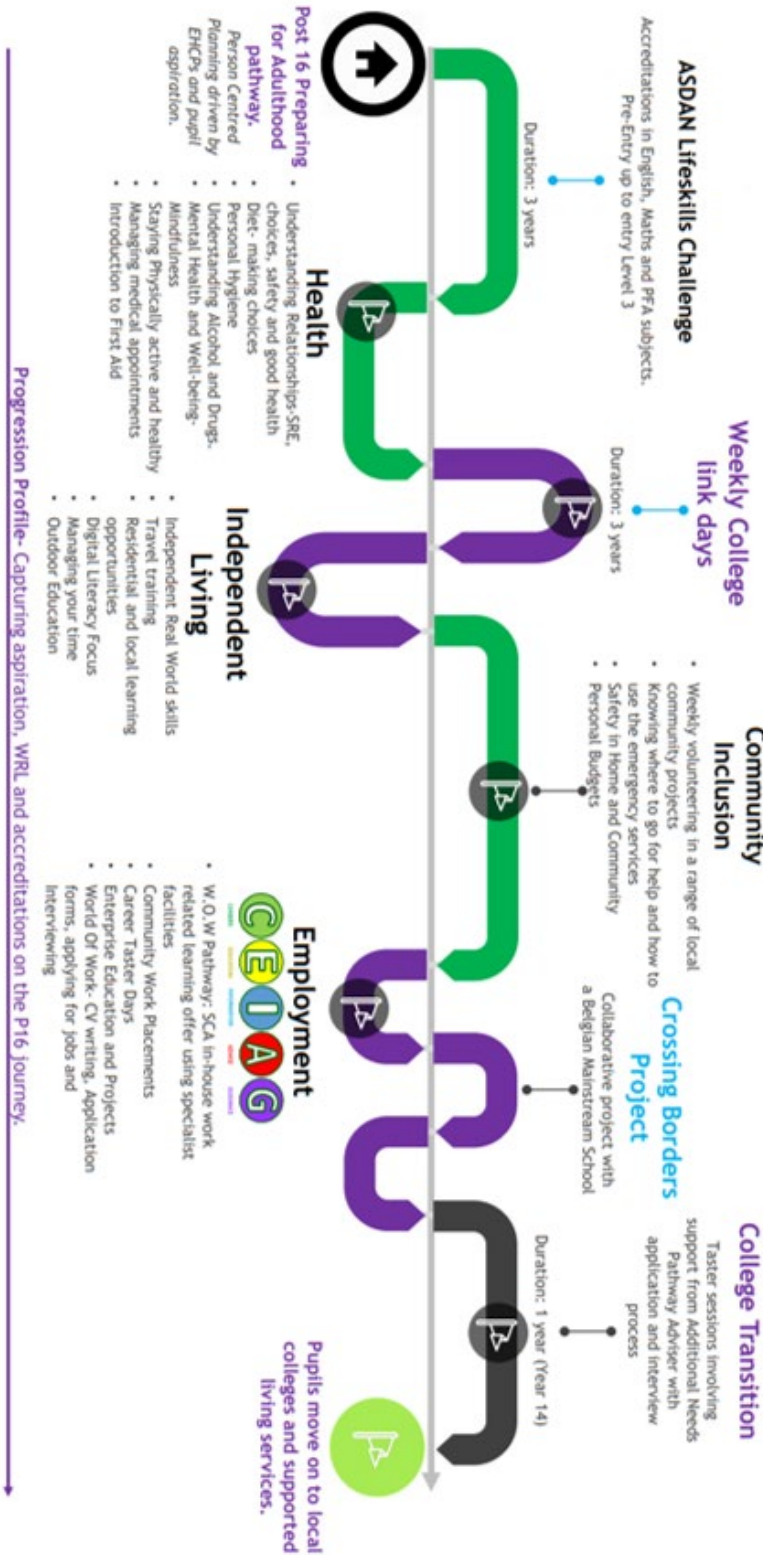 ASDAN Lifeskills Challenge
Accreditations in English, Maths and PFA subjects.
Pre-Entry up to entry Level 3
Duration: 3 years
Weekly College
link days
Duration: 3 years
Community
Inclusion
• Weekly volunteering in a range of local
community projects
• Knowing where to go for help and how to
use the emergency services
• Safety in Home and Community
• Personal Budgets
Crossing Borders
Project
Collaborative project with
a Belgian Mainstream School
College Transition
Taster sessions involving
support from Additional Needs
Pathway Adviser with
application and interview
process
Duration: 1 year (Year 14)
Post 16 Preparing
for Adulthood
pathway.
Person Centred
Planning driven by
EHCPs and pupil
aspiration.
Health
• Understanding Relationships-SRE,
choices, safety and good health
• Diet- making choices
• Personal Hygiene
• Understanding Alcohol and Drugs.
• Mental Health and Well-being-
Mindfulness
• Staying Physically active and healthy
• Managing medical appointments
• Introduction to First Aid
Independent
Living
• Independent Real World skills
• Travel training
• Residential and local learning
opportunities
• Digital Literacy Focus
• Managing your time
• Outdoor Education
Employment
CEIAG
• W.O.W Pathway: SCA in-house work
related learning offer using specialist
facilities
• Community Work Placements
• Career Taster Days
• Enterprise Education and Projects
• World Of Work- CV writing, Application
forms, applying for jobs and
Interviewing
Pupils move on to local
colleges and supported
living services.
Progression Profile- Capturing aspiration, WRL and accreditations on the P16 journey.